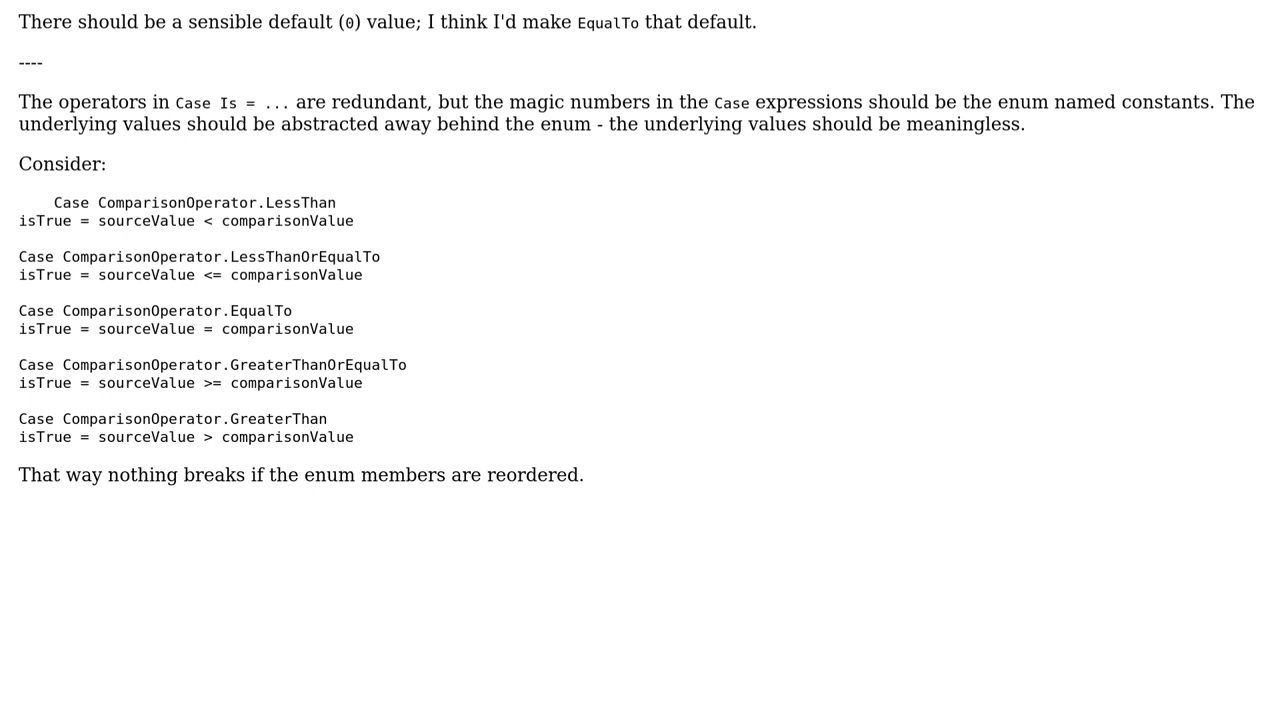 There should be a sensible default (0) value; I think I'd make EqualTo that default.
----
The operators in Case Is = ... are redundant, but the magic numbers in the Case expressions should be the enum named constants. The
underlying values should be abstracted away behind the enum - the underlying values should be meaningless.
Consider:
    Case ComparisonOperator.LessThan
isTrue = sourceValue < comparisonValue
Case ComparisonOperator.LessThanOrEqualTo
isTrue = sourceValue <= comparisonValue
Case ComparisonOperator.EqualTo
isTrue = sourceValue = comparisonValue
Case ComparisonOperator.GreaterThanOrEqualTo
isTrue = sourceValue >= comparisonValue
Case ComparisonOperator.GreaterThan
isTrue = sourceValue > comparisonValue
That way nothing breaks if the enum members are reordered.